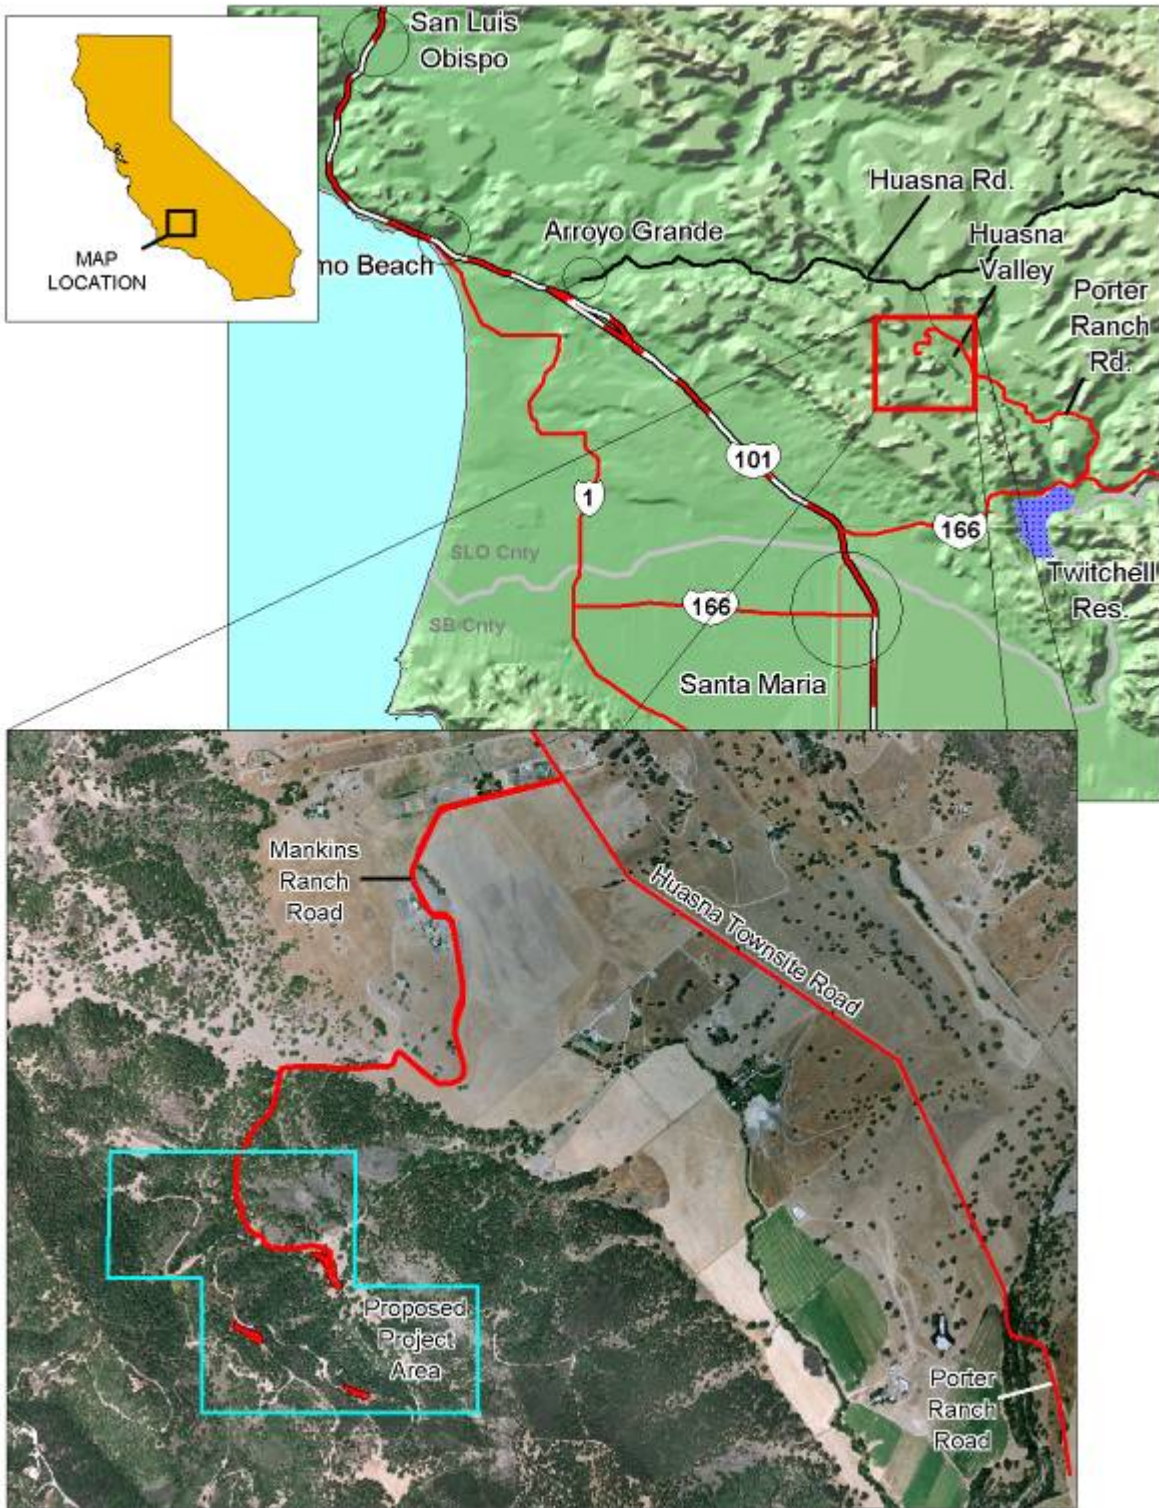 San Luis
Obispo
MAP
LOCATION
mo Beach
Arroyo Grande
Huasna Rd.
Huasna
Valley
Porter
Ranch
Rd.
101
1
166
SLO Cnty
SB Cnty
166
Twitchell
Res.
Santa Maria
Mankins
Ranch
Road
Huasna Townsite Road
Proposed
Project
Area
Porter
Ranch
Road